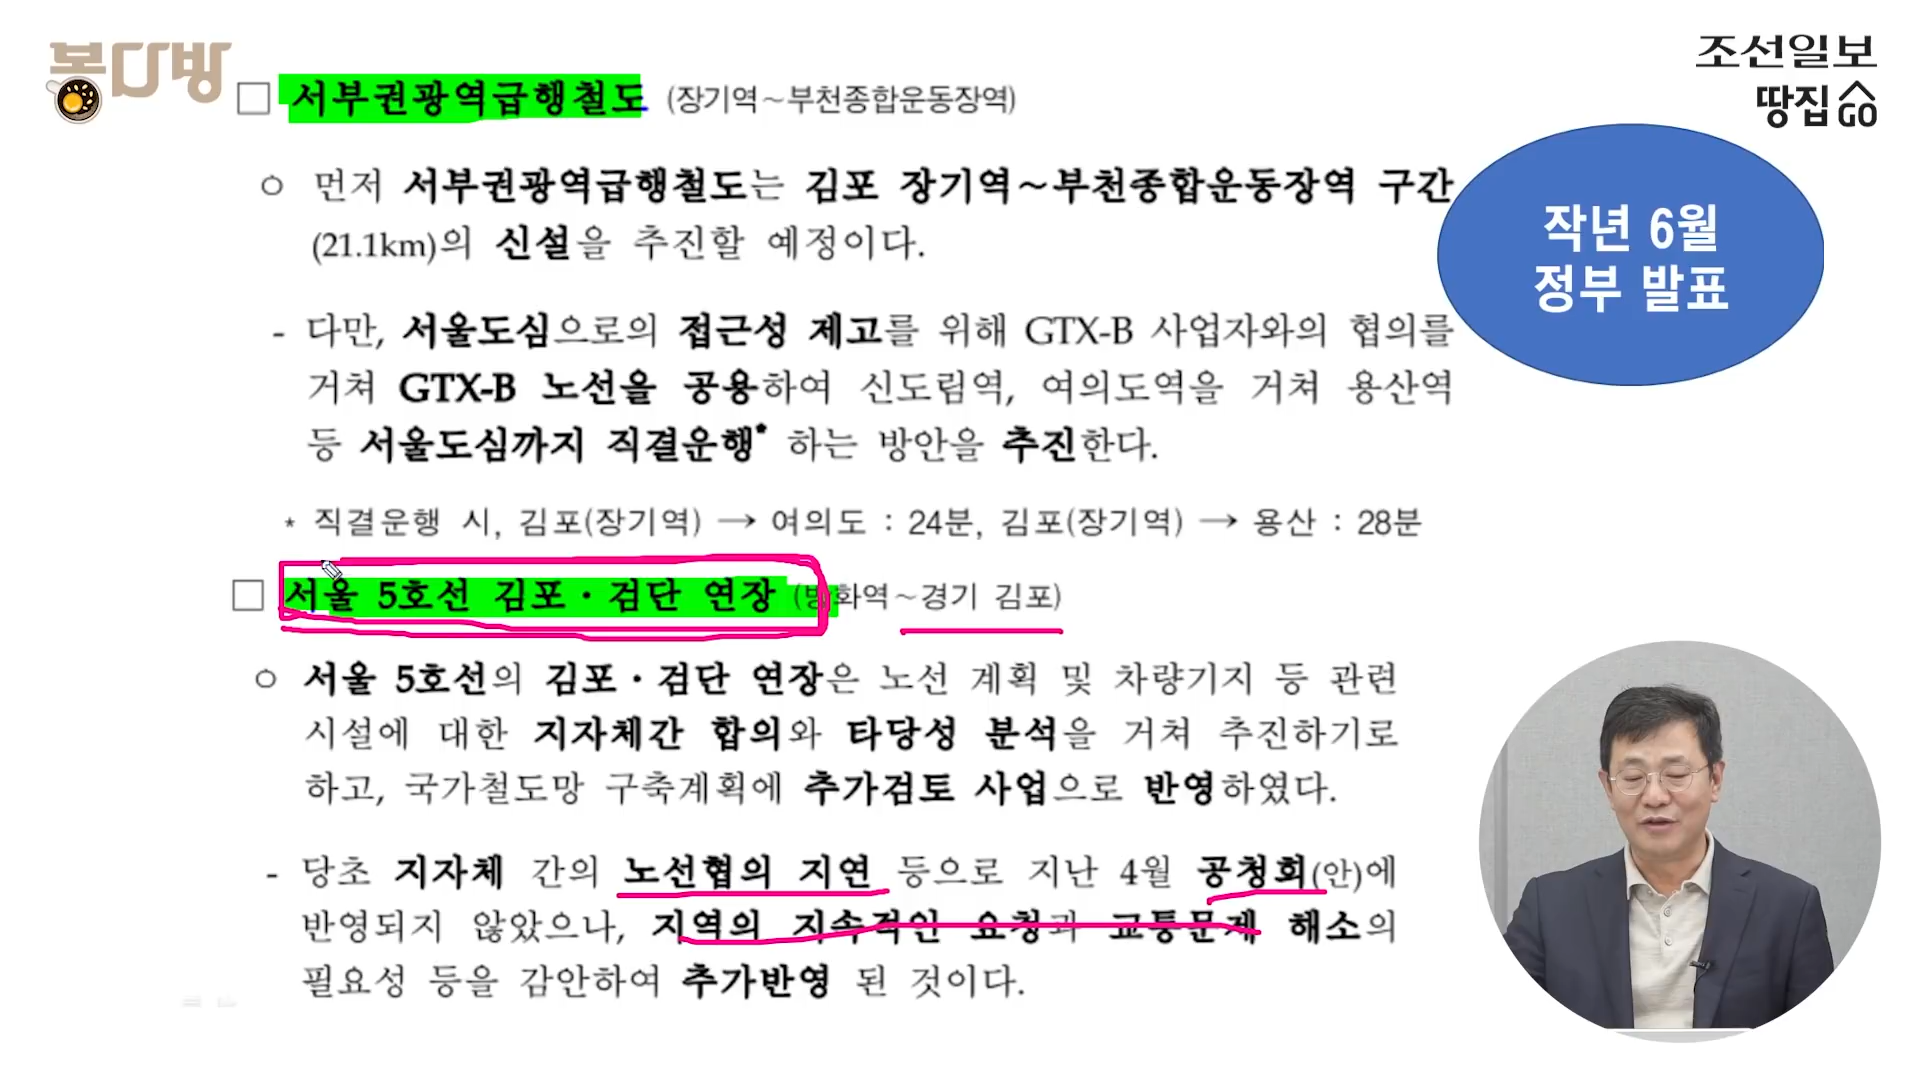 봉다방
조선일보
땅집GO
□ 서부권광역급행철도 (장기역~부천종합운동장역)
작년 6월
정부 발표
○ 먼저 서부권광역급행철도는 김포 장기역~부천종합운동장역 구간
(21.1km)의 신설을 추진할 예정이다.
- 다만, 서울도심으로의 접근성 제고를 위해 GTX-B 사업자와의 협의를
거쳐 GTX-B 노선을 공용하여 신도림역, 여의도역을 거쳐 용산역
등 서울도심까지 직결운행* 하는 방안을 추진한다.
* 직결운행 시, 김포(장기역) → 여의도 : 24분, 김포(장기역) → 용산 : 28분
□ 서울 5호선 김포·검단 연장 (방화역~경기 김포)
○ 서울 5호선의 김포·검단 연장은 노선 계획 및 차량기지 등 관련
시설에 대한 지자체간 합의와 타당성 분석을 거쳐 추진하기로
하고, 국가철도망 구축계획에 추가검토 사업으로 반영하였다.
- 당초 지자체 간의 노선협의 지연 등으로 지난 4월 공청회(안)에
반영되지 않았으나, 지역의 지속적인 요청과 교통문제 해소의
필요성 등을 감안하여 추가반영 된 것이다.